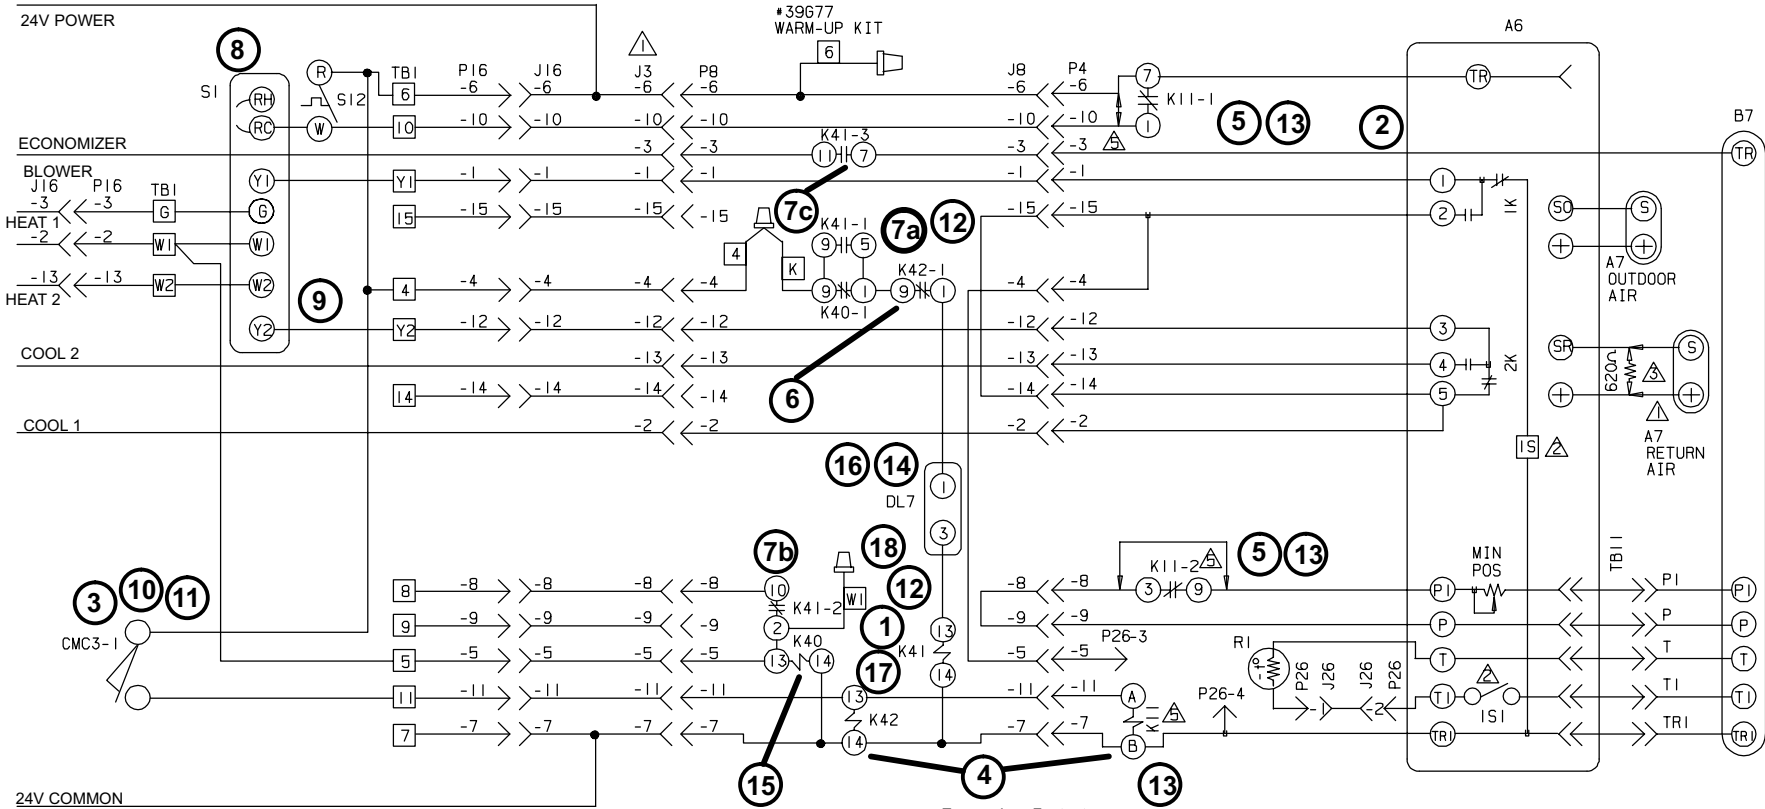 24V POWER
*39G77
WARM-UP KIT
6
A6
8
1
S1
RH
R
S12
TB1
P16
J16
J3
P8
J8
P4
6
-6
-6
-6
-6
-6
-6
7
TR
RC
W
10
-10
-10
-10
-10
-10
-10
K11-1
1
5
5
13
2
B7
ECONOMIZER
-3
-3
K41-3
11
7
-3
-3
TR
BLOWER
J16
P16
TB1
Y1
Y1
-1
-1
-1
-1
-1
-1
1
-3
-3
G
G
15
-15
-15
-15
-15
7c
K41-1
7a
12
-15
-15
2
1K
SO
S
HEAT 1
-2
-2
W1
W1
4
K
9
5
+
+
A7
OUTDOOR
AIR
-13
-13
W2
W2
9
4
-4
-4
-4
-4
9
1
K40-1
K42-1
9
1
-4
-4
HEAT 2
Y2
Y2
-12
-12
-12
-12
-12
-12
3
COOL 2
-13
-13
-13
-13
4
2K
SR
620Ω
3
S
14
-14
-14
-14
-14
6
-14
-14
5
+
+
1
COOL 1
-2
-2
-2
-2
A7
RETURN
AIR
1S
2
16
14
1
DL7
3
7b
18
5
13
K11-2
5
MIN
POS
TB11
8
-8
-8
-8
-8
10
W1
12
-8
-8
3
9
P1
P1
P1
3
10
11
CMC3-1
9
-9
-9
-9
-9
K41-2
2
1
13
-9
-9
P26-3
P
P
P
5
-5
-5
-5
-5
13
K40
14
17
K41
14
-5
-5
R1
-t°
T
T
T
11
-11
-11
-11
-11
13
K42
-11
-11
A
P26-4
P26
J26
J26
P26
-1
-2
T1
2
1S1
T1
T1
7
-7
-7
-7
-7
14
-7
-7
K11
5
B
TR1
TR1
TR1
15
4
13
24V COMMON